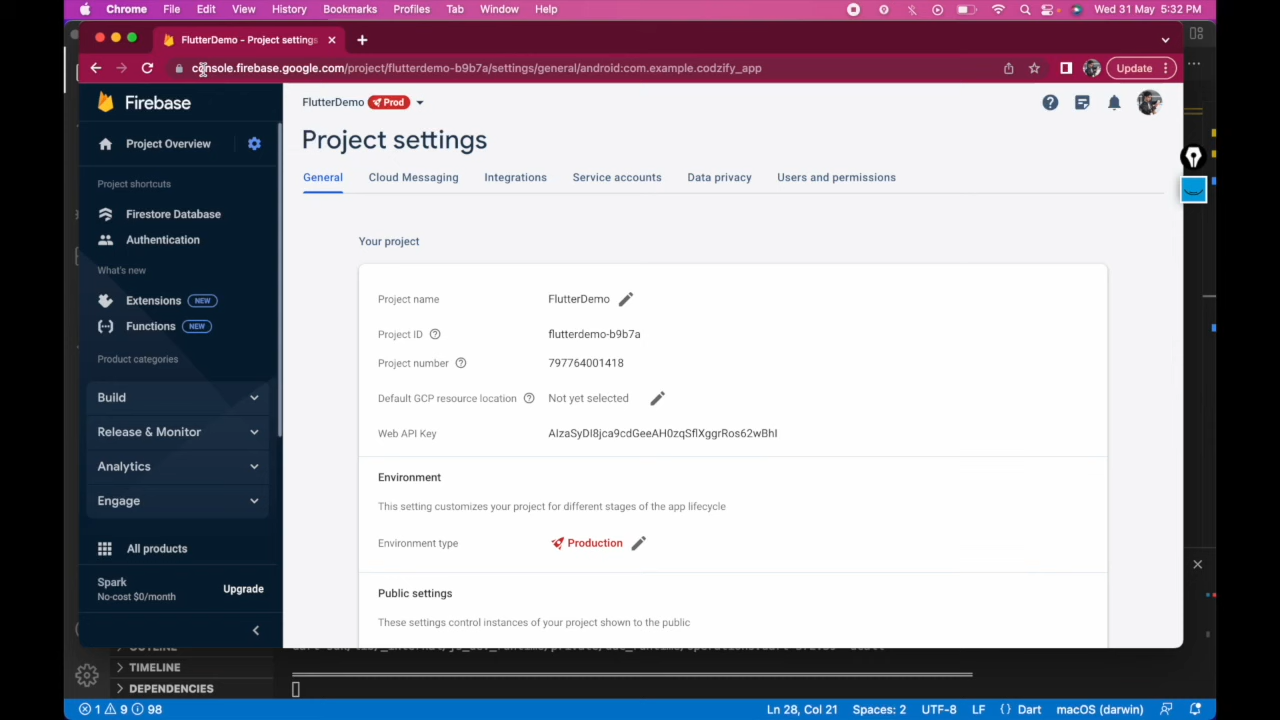 Chrome File Edit View History Bookmarks Profiles Tab Window Help Wed 31 May 5:32 PM
FlutterDemo - Project settings
console.firebase.google.com/project/flutterdemo-b9b7a/settings/general/android:com.example.codzify_app
Update
Firebase
FlutterDemo Prod
Project Overview
Project settings
Project shortcuts
General Cloud Messaging Integrations Service accounts Data privacy Users and permissions
Firestore Database
Authentication
What's new
Extensions NEW
Functions NEW
Product categories
Build
Release & Monitor
Analytics
Engage
All products
Spark
No-cost $0/month
Upgrade
Your project
Project name FlutterDemo
Project ID flutterdemo-b9b7a
Project number 797764001418
Default GCP resource location Not yet selected
Web API Key AIzaSyDI8jca9cdGeeAH0zqSflXggrRos62wBhI
Environment
This setting customizes your project for different stages of the app lifecycle
Environment type Production
Public settings
These settings control instances of your project shown to the public
OUTLINE
TIMELINE
DEPENDENCIES
1 9 98 Ln 28, Col 21 Spaces: 2 UTF-8 LF {} Dart macOS (darwin)